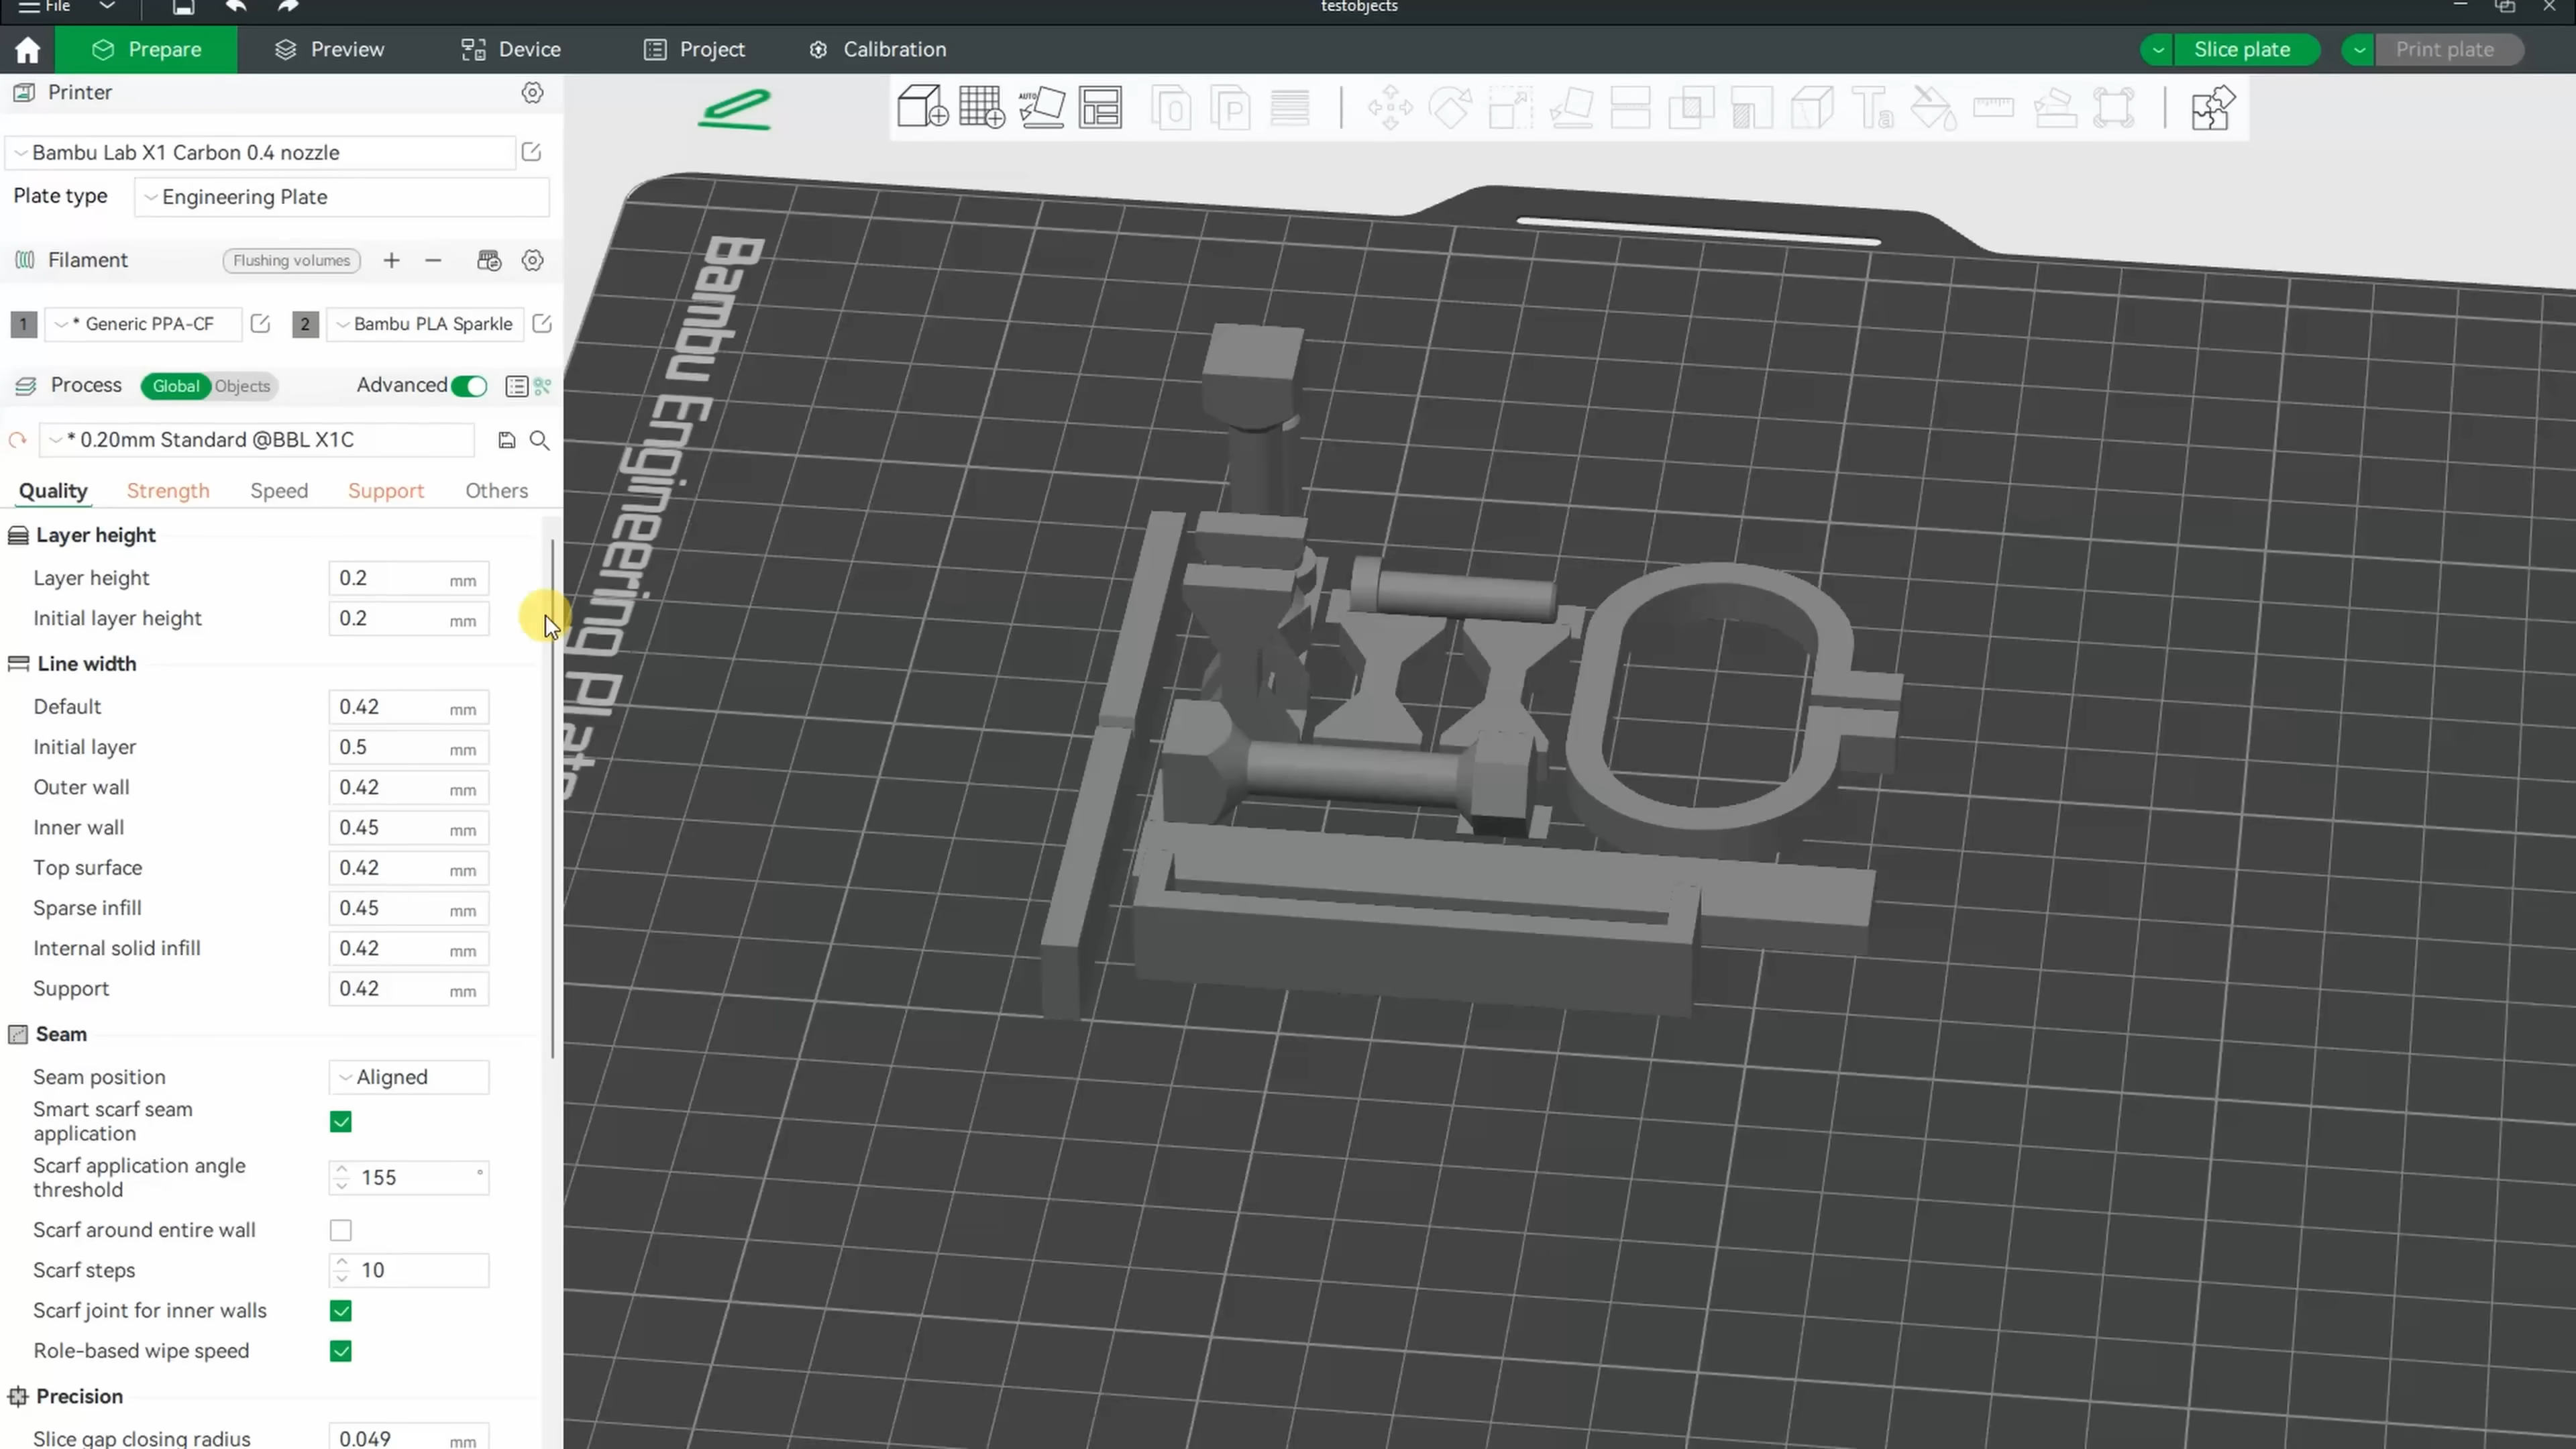 File
testobjects
Prepare
Preview
Device
Project
Calibration
Slice plate
Print plate
Printer
Bambu Lab X1 Carbon 0.4 nozzle
Plate type
Engineering Plate
Filament
Flushing volumes
1
* Generic PPA-CF
2
Bambu PLA Sparkle
Process
Global
Objects
Advanced
* 0.20mm Standard @BBL X1C
Quality
Strength
Speed
Support
Others
Layer height
Layer height 0.2 mm
Initial layer height 0.2 mm
Line width
Default 0.42 mm
Initial layer 0.5 mm
Outer wall 0.42 mm
Inner wall 0.45 mm
Top surface 0.42 mm
Sparse infill 0.45 mm
Internal solid infill 0.42 mm
Support 0.42 mm
Seam
Seam position Aligned
Smart scarf seam
application
Scarf application angle
threshold
155 °
Scarf around entire wall
Scarf steps 10
Scarf joint for inner walls
Role-based wipe speed
Precision
Slice gap closing radius 0.049 mm
AUTO
O
P
Ta
Bambu Engineering Plate